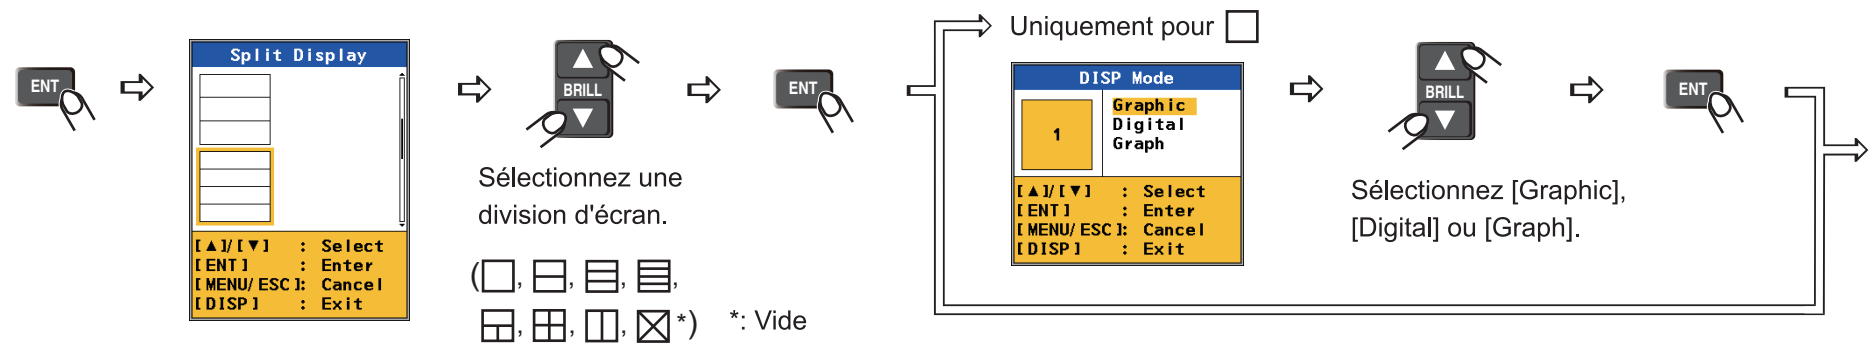 ENT
Split Display
[▲]/[▼] : Select
[ENT] : Enter
[MENU/ESC]: Cancel
[DISP] : Exit
BRILL
Sélectionnez une
division d'écran.
(□, , , ,
, , , *) *: Vide
ENT
Uniquement pour □
DISP Mode
1
Graphic
Digital
Graph
[▲]/[▼] : Select
[ENT] : Enter
[MENU/ESC]: Cancel
[DISP] : Exit
BRILL
Sélectionnez [Graphic],
[Digital] ou [Graph].
ENT